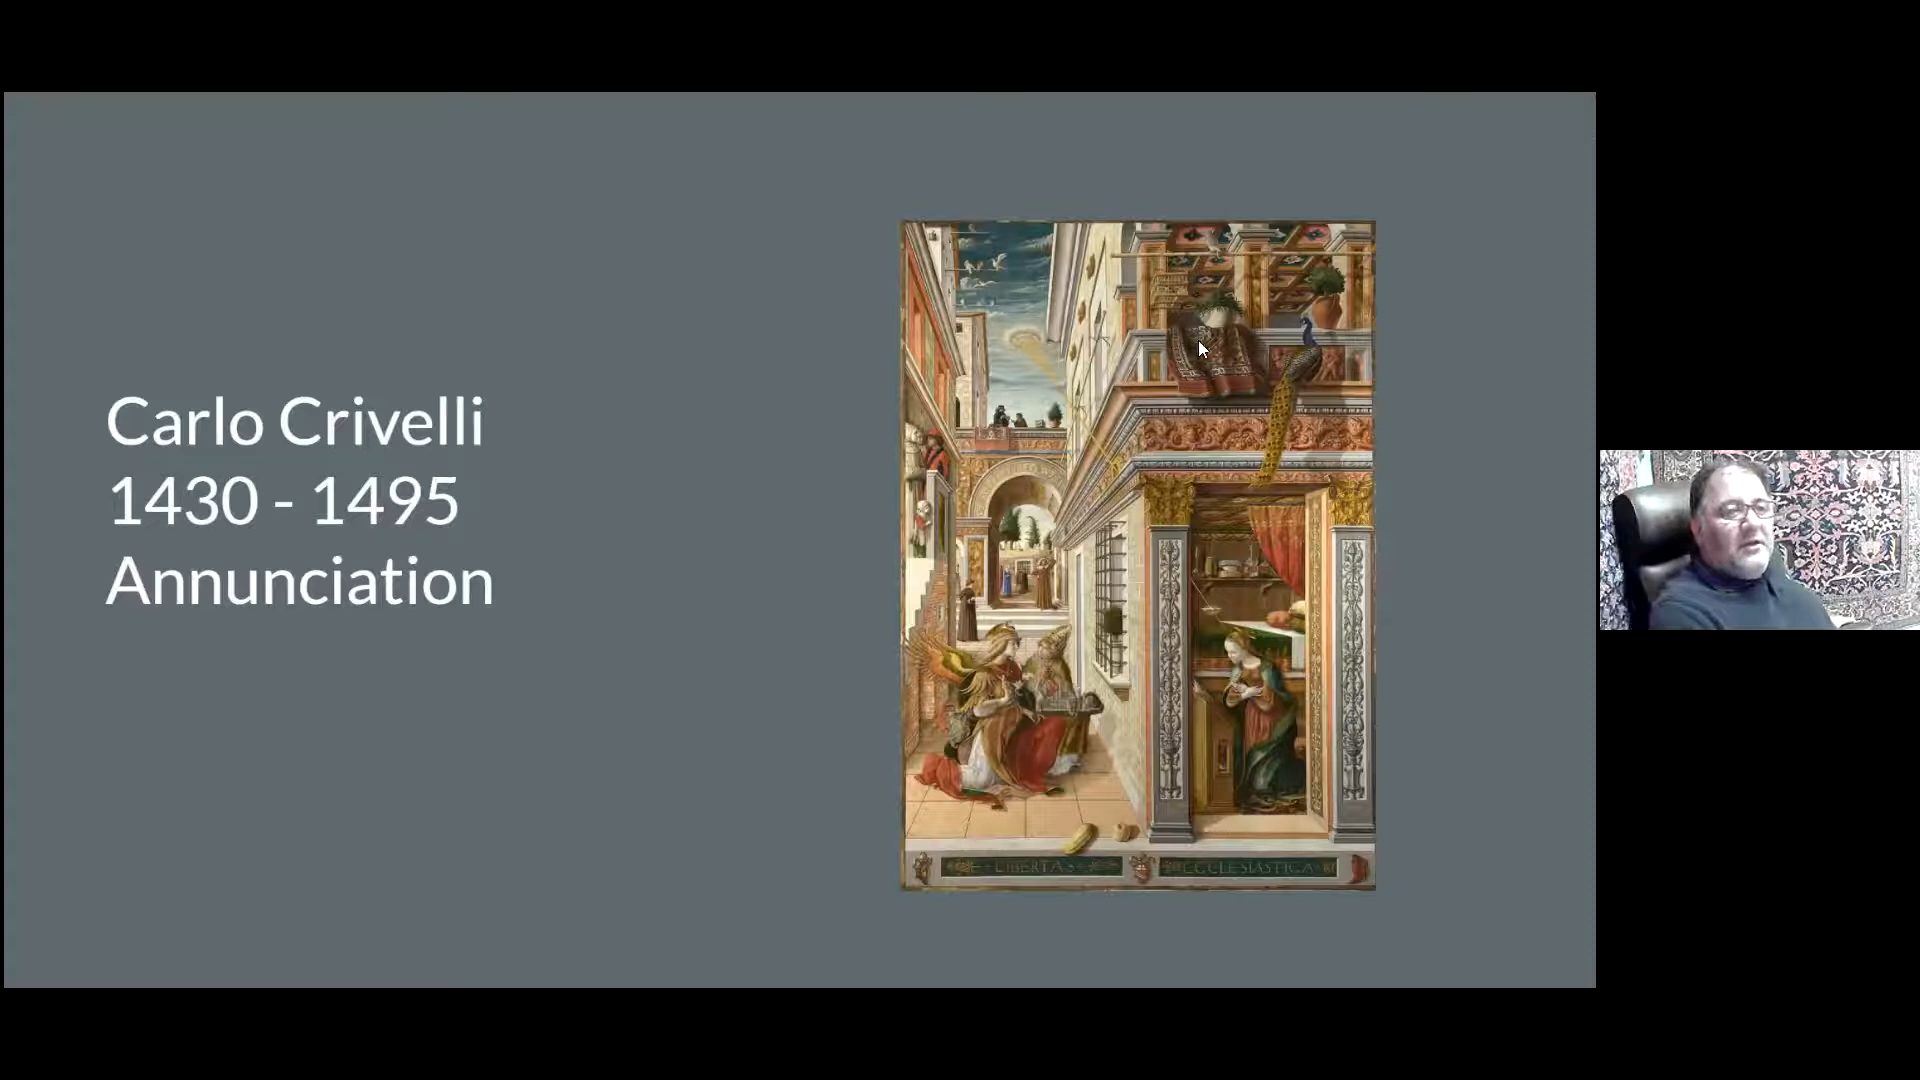 Carlo Crivelli
1430 - 1495
Annunciation
LIBERTAS
ECCLESIASTICA